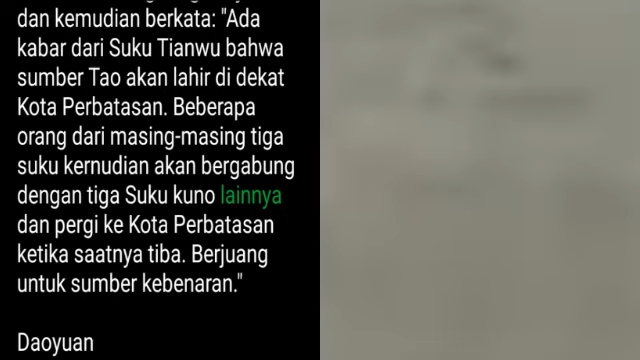 dan kemudian berkata: "Ada
kabar dari Suku Tianwu bahwa
sumber Tao akan lahir di dekat
Kota Perbatasan. Beberapa
orang dari masing-masing tiga
suku kernudian akan bergabung
dengan tiga Suku kuno lainnya
dan pergi ke Kota Perbatasan
ketika saatnya tiba. Berjuang
untuk sumber kebenaran."
Daoyuan